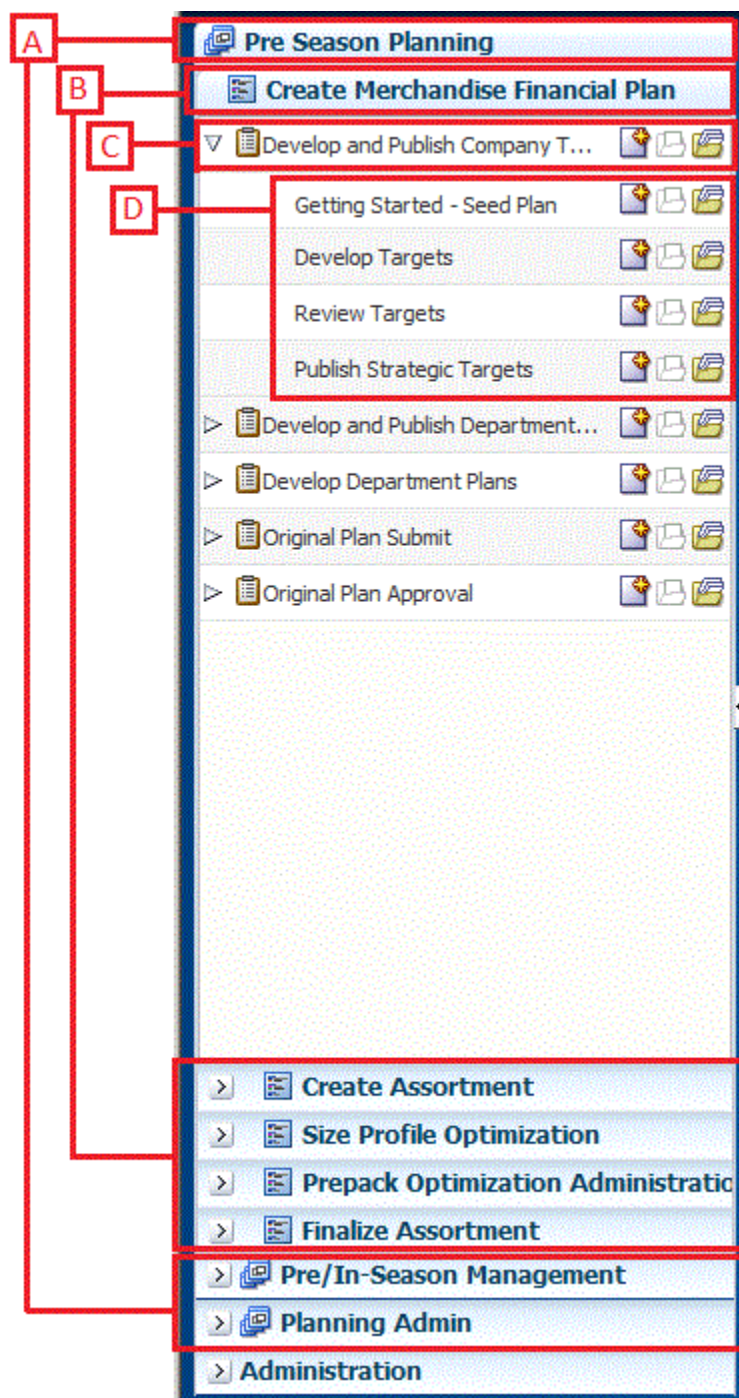 A
Pre Season Planning
B
Create Merchandise Financial Plan
C
Develop and Publish Company T...
D
Getting Started - Seed Plan
Develop Targets
Review Targets
Publish Strategic Targets
Develop and Publish Department...
Develop Department Plans
Original Plan Submit
Original Plan Approval
Create Assortment
Size Profile Optimization
Prepack Optimization Administratio
Finalize Assortment
Pre/In-Season Management
Planning Admin
Administration